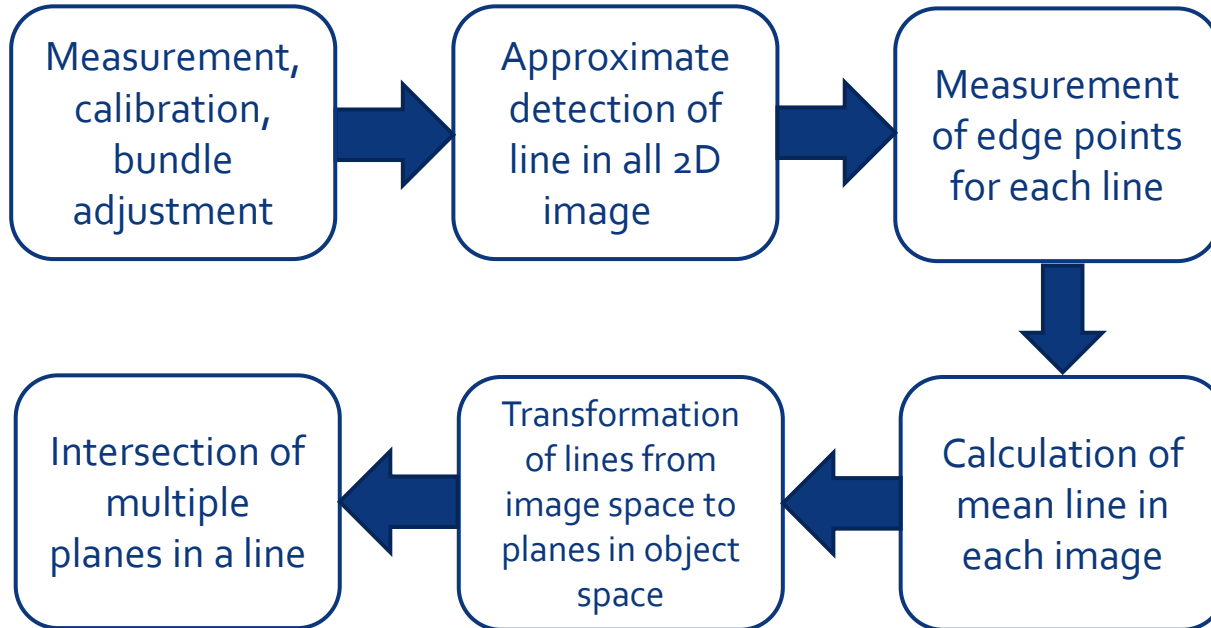 Measurement,
calibration,
bundle
adjustment
Approximate
detection of
line in all 2D
image
Measurement
of edge points
for each line
Calculation of
mean line in
each image
Transformation
of lines from
image space to
planes in object
space
Intersection of
multiple
planes in a line